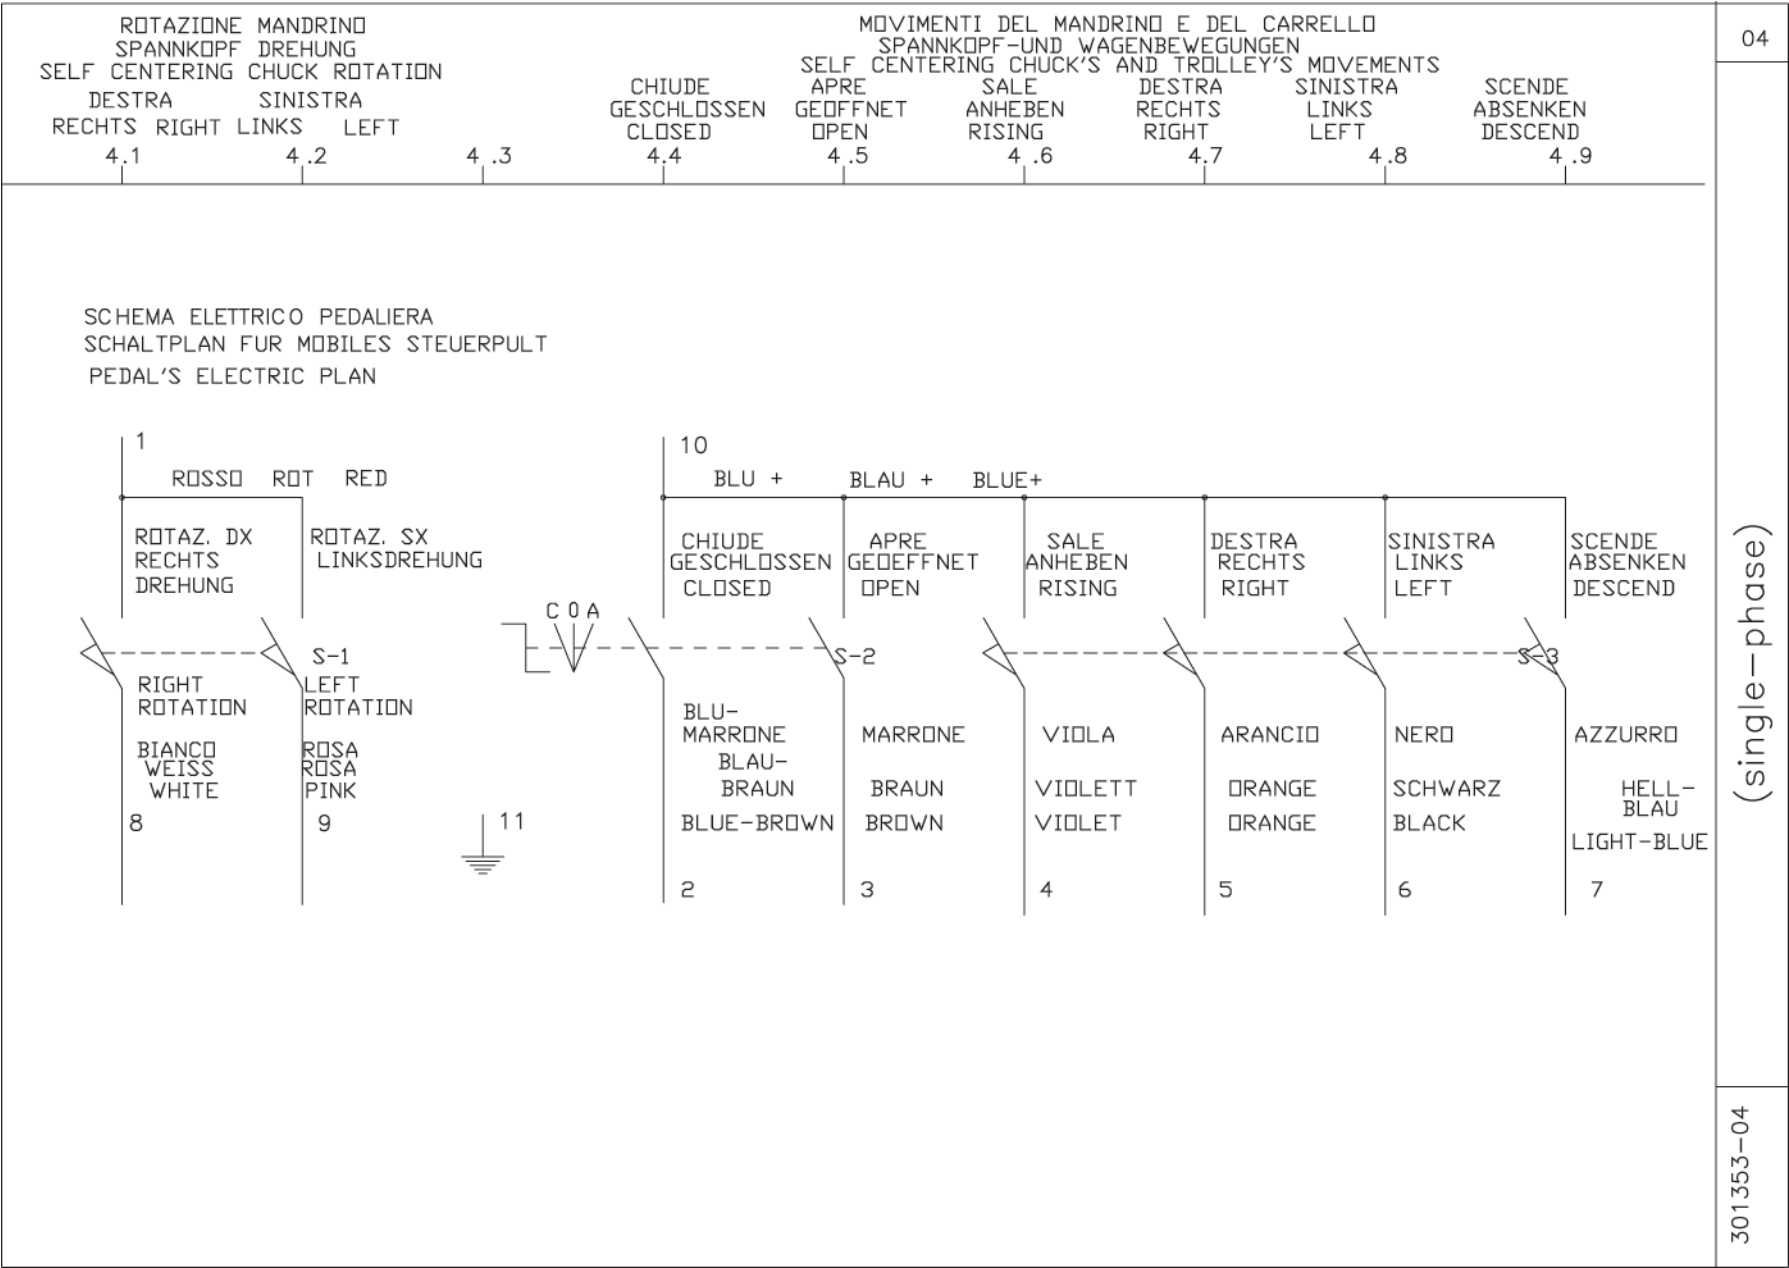 ROTAZIONE MANDRINO
SPANNKOPF DREHUNG
SELF CENTERING CHUCK ROTATION
DESTRA SINISTRA
RECHTS RIGHT LINKS LEFT
MOVIMENTI DEL MANDRINO E DEL CARRELLO
SPANNKOPF-UND WAGENBEWEGUNGEN
SELF CENTERING CHUCK'S AND TROLLEY'S MOVEMENTS
CHIUDE APRE SALE DESTRA SINISTRA SCENDE
GESCHLOSSEN GEOFFNET ANHEBEN RECHTS LINKS ABSENKEN
CLOSED OPEN RISING RIGHT LEFT DESCEND
4.1 4.2 4.3 4.4 4.5 4.6 4.7 4.8 4.9
04
SCHEMA ELETTRICO PEDALIERA
SCHALTPLAN FUR MOBILES STEUERPULT
PEDAL'S ELECTRIC PLAN
1
ROSSO ROT RED
ROTAZ. DX
RECHTS
DREHUNG
ROTAZ. SX
LINKSDREHUNG
S-1
RIGHT
ROTATION
LEFT
ROTATION
BIANCO
WEISS
WHITE
ROSA
ROSA
PINK
8
9
11
C 0 A
10
BLU + BLAU + BLUE+
CHIUDE APRE SALE DESTRA SINISTRA SCENDE
GESCHLOSSEN GEOEFFNET ANHEBEN RECHTS LINKS ABSENKEN
CLOSED OPEN RISING RIGHT LEFT DESCEND
S-2
S-3
BLU-
MARRONE
BLAU-
BRAUN
BLUE-BROWN
MARRONE
BRAUN
BROWN
VIOLA
VIOLETT
VIOLET
ARANCIO
ORANGE
ORANGE
NERO
SCHWARZ
BLACK
AZZURRO
HELL-
BLAU
LIGHT-BLUE
2 3 4 5 6 7
(single-phase)
301353-04